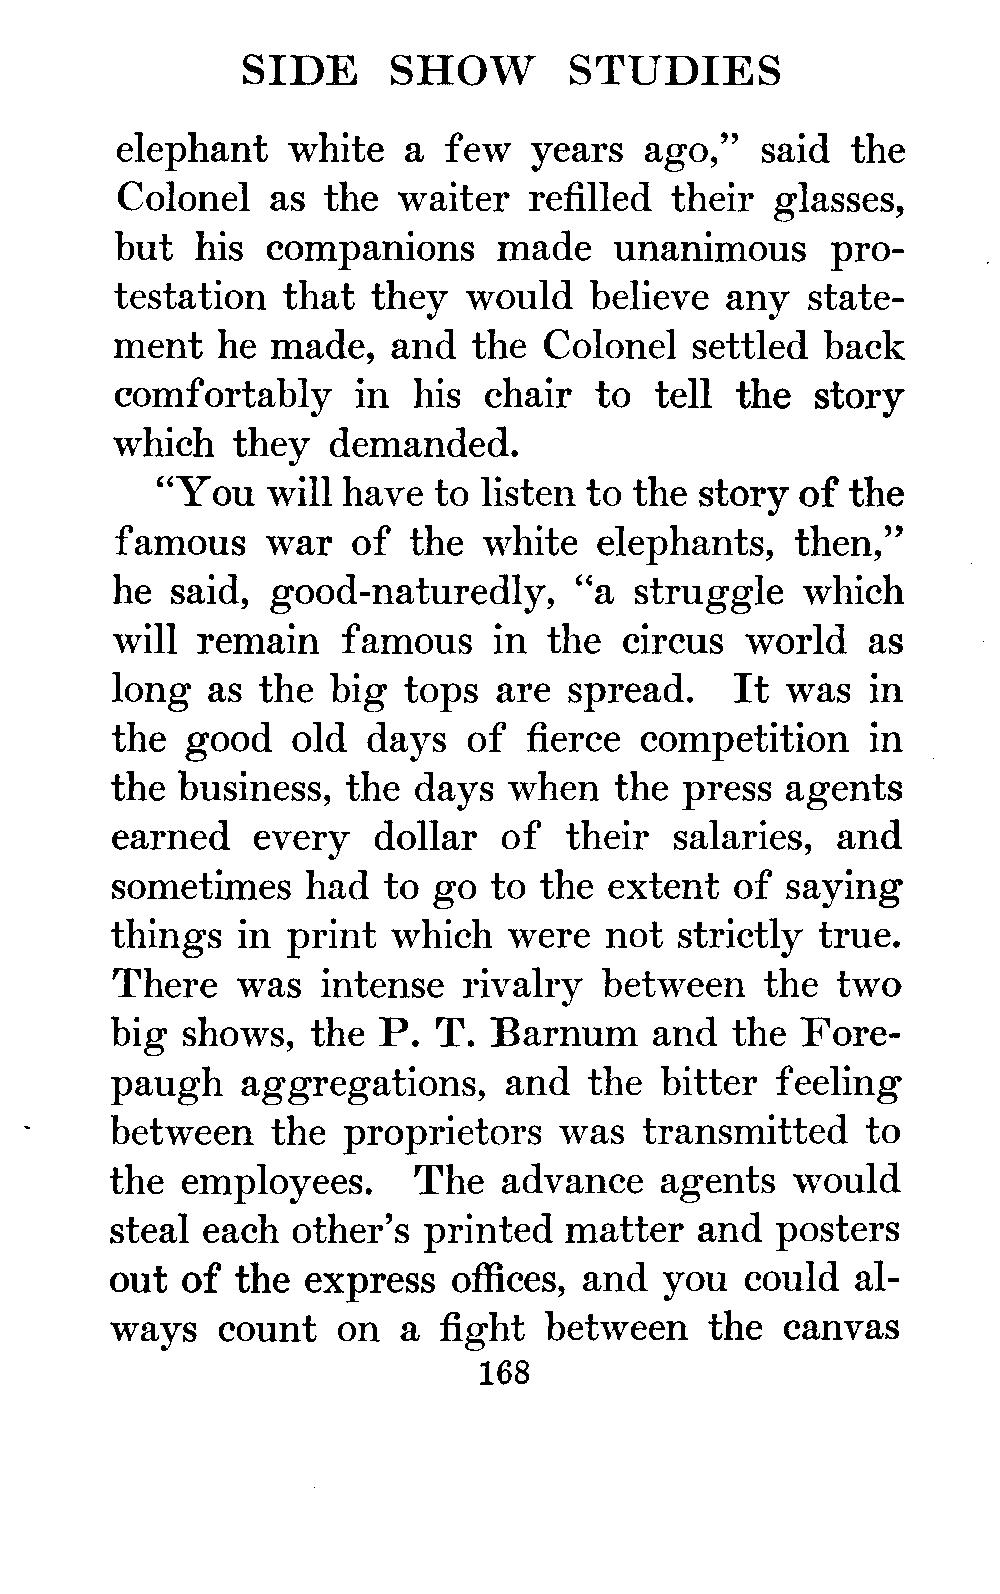 SIDE SHOW STUDIES
elephant white a few years ago,” said the
Colonel as the waiter refilled their glasses,
but his companions made unanimous pro-
testation that they would believe any state-
ment he made, and the Colonel settled back
comfortably in his chair to tell the story
which they demanded.
“You will have to listen to the story of the
famous war of the white elephants, then,”
he said, good-naturedly, “a struggle which
will remain famous in the circus world as
long as the big tops are spread. It was in
the good old days of fierce competition in
the business, the days when the press agents
earned every dollar of their salaries, and
sometimes had to go to the extent of saying
things in print which were not strictly true.
There was intense rivalry between the two
big shows, the P. T. Barnum and the Fore-
paugh aggregations, and the bitter feeling
between the proprietors was transmitted to
the employees. The advance agents would
steal each other’s printed matter and posters
out of the express offices, and you could al-
ways count on a fight between the canvas
168